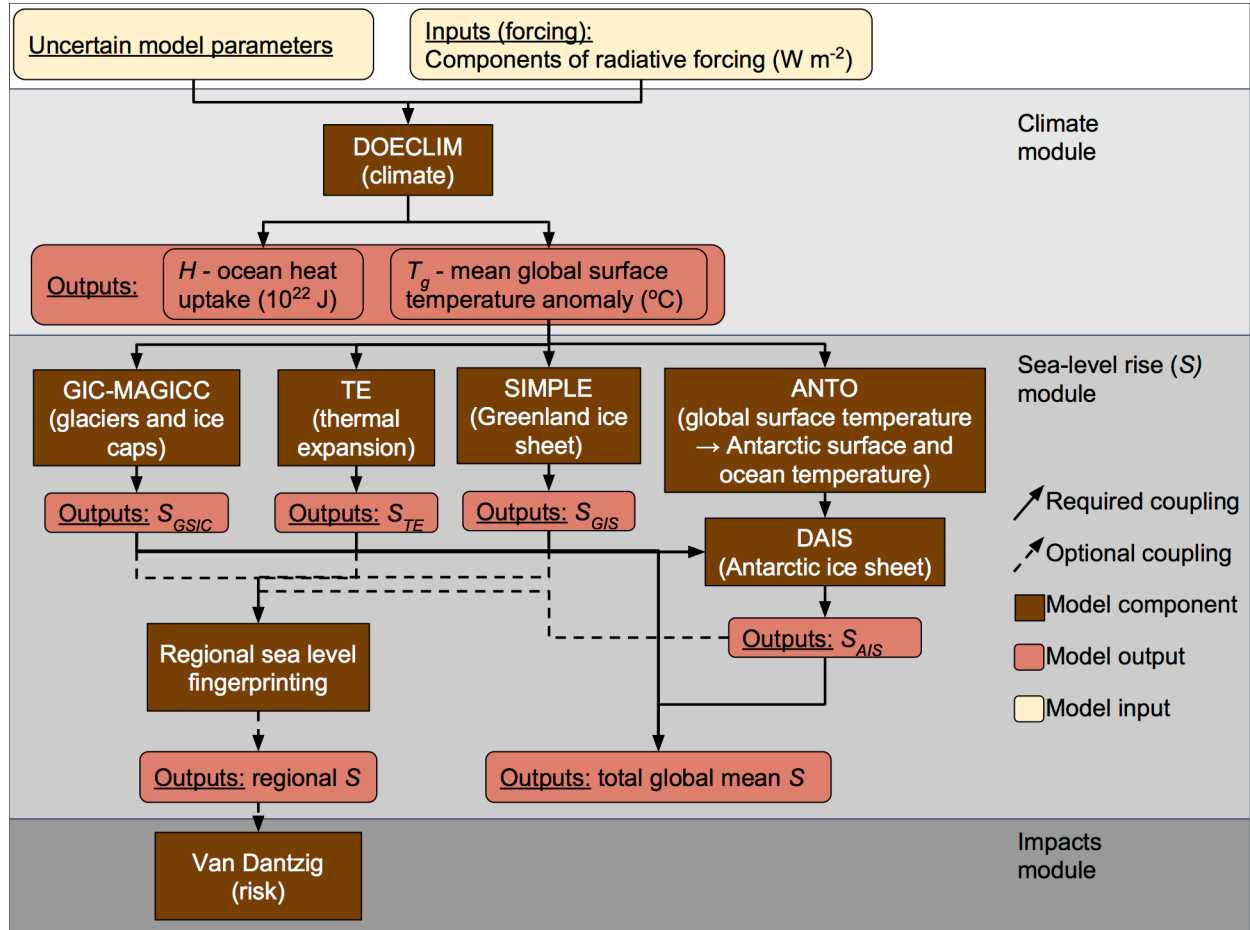 Uncertain model parameters
Inputs (forcing):
Components of radiative forcing (W m-2)
Climate
module
DOECLIM
(climate)
Outputs:
H - ocean heat
uptake (10^22 J)
Tg - mean global surface
temperature anomaly (ºC)
Sea-level rise (S)
module
GIC-MAGICC
(glaciers and ice
caps)
TE
(thermal
expansion)
SIMPLE
(Greenland ice
sheet)
ANTO
(global surface temperature
→ Antarctic surface and
ocean temperature)
Outputs: SGSIC
Outputs: STE
Outputs: SGIS
DAIS
(Antarctic ice sheet)
Outputs: SAIS
Regional sea level
fingerprinting
Required coupling
Optional coupling
Model component
Model output
Model input
Outputs: regional S
Outputs: total global mean S
Impacts
module
Van Dantzig
(risk)